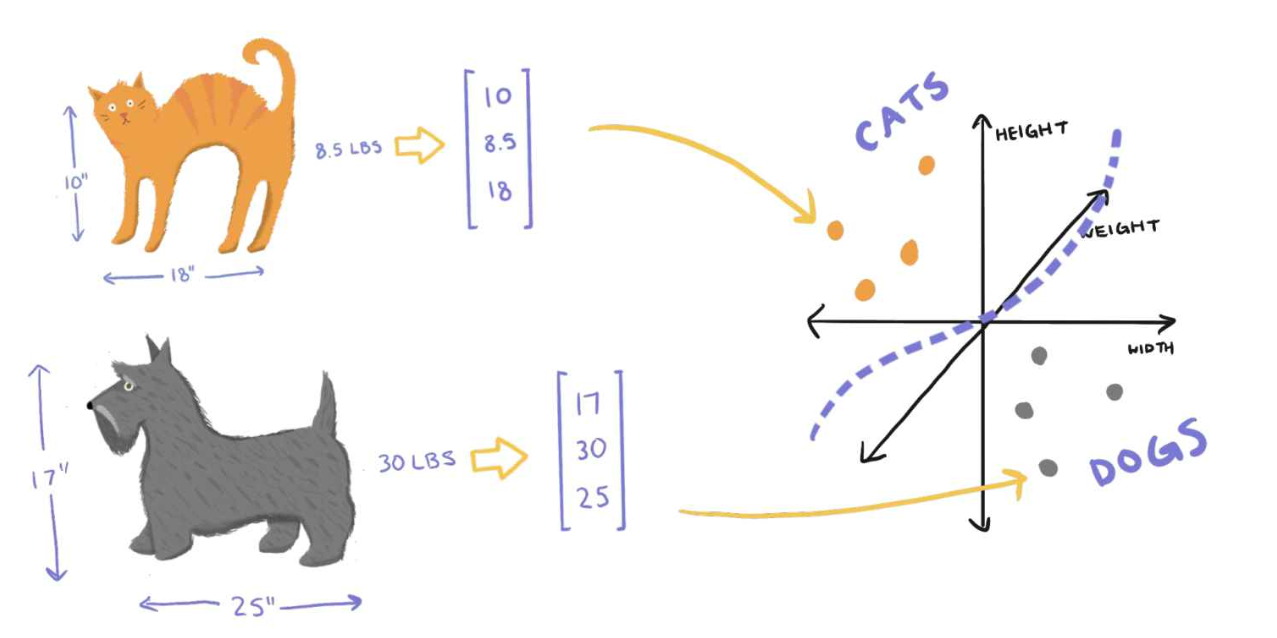 10"
8.5 LBS
18"
10
8.5
18
CATS
HEIGHT
WEIGHT
WIDTH
17"
30 LBS
25"
17
30
25
DOGS